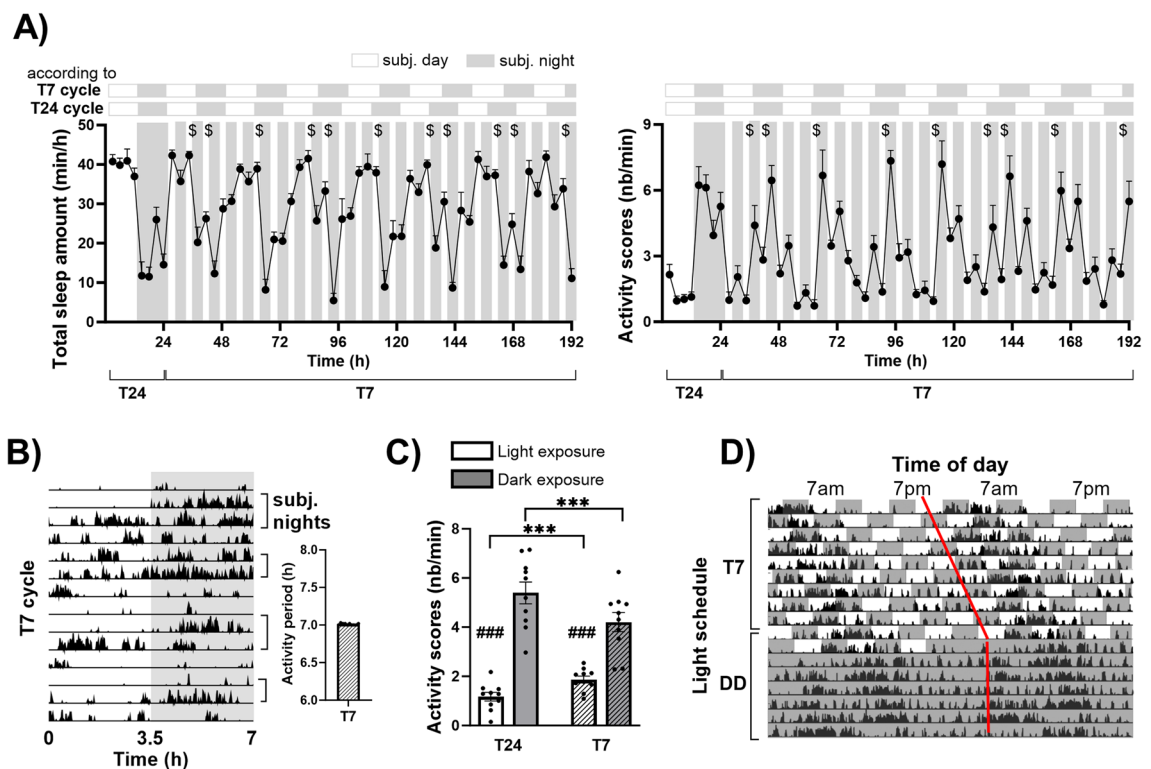 A)
subj. day subj. night
according to
T7 cycle
T24 cycle
$ $ $ $ $ $ $ $ $ $ $
$ $ $ $ $ $ $ $ $
Total sleep amount (min/h)
50
40
30
20
10
0
24 48 72 96 120 144 168 192
Time (h)
T24 T7
Activity scores (nb/min)
9
6
3
0
24 48 72 96 120 144 168 192
Time (h)
T24 T7
B)
subj.
nights
T7 cycle
0 3.5 7
Time (h)
Activity period (h)
8.0
7.5
7.0
6.5
6.0
T7
C)
Light exposure
Dark exposure
Activity scores (nb/min)
8
6
4
2
0
***
***
### ###
T24 T7
D)
Time of day
7am 7pm 7am 7pm
Light schedule
T7
DD